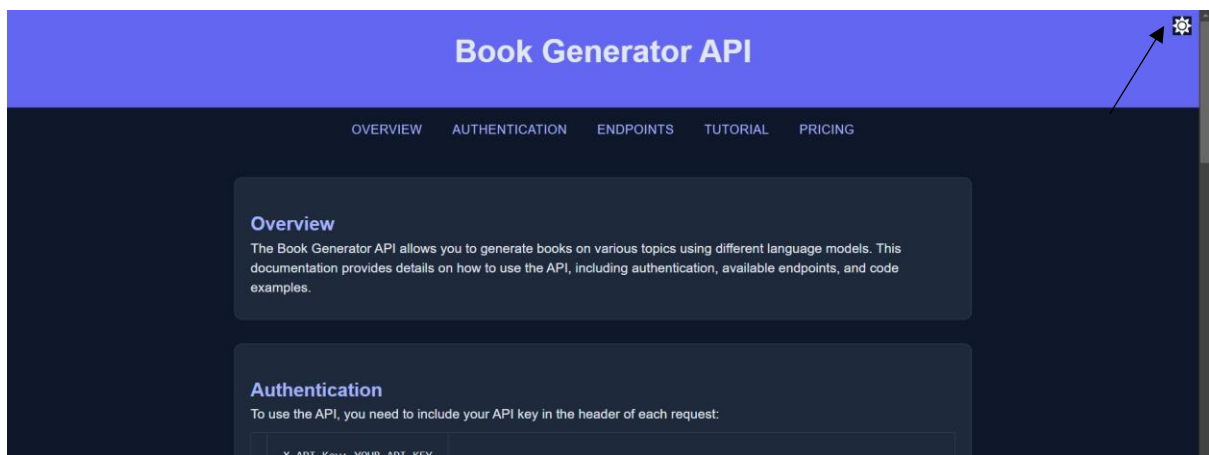 Book Generator API
OVERVIEW AUTHENTICATION ENDPOINTS TUTORIAL PRICING
Overview
The Book Generator API allows you to generate books on various topics using different language models. This
documentation provides details on how to use the API, including authentication, available endpoints, and code
examples.
Authentication
To use the API, you need to include your API key in the header of each request:
X-API-Key: YOUR_API_KEY